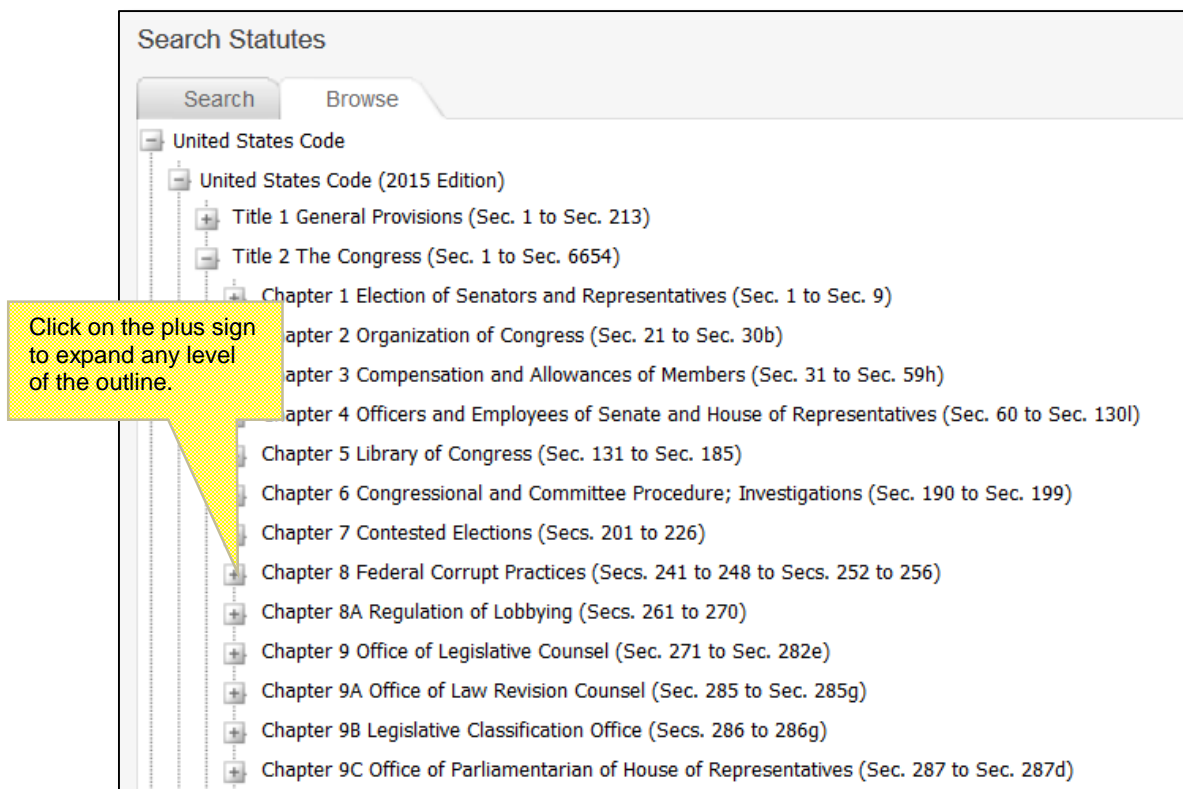 Search Statutes
Search Browse
United States Code
United States Code (2015 Edition)
Title 1 General Provisions (Sec. 1 to Sec. 213)
Title 2 The Congress (Sec. 1 to Sec. 6654)
Chapter 1 Election of Senators and Representatives (Sec. 1 to Sec. 9)
Click on the plus sign
to expand any level
of the outline.
hapter 2 Organization of Congress (Sec. 21 to Sec. 30b)
hapter 3 Compensation and Allowances of Members (Sec. 31 to Sec. 59h)
Chapter 4 Officers and Employees of Senate and House of Representatives (Sec. 60 to Sec. 130l)
Chapter 5 Library of Congress (Sec. 131 to Sec. 185)
Chapter 6 Congressional and Committee Procedure; Investigations (Sec. 190 to Sec. 199)
Chapter 7 Contested Elections (Secs. 201 to 226)
Chapter 8 Federal Corrupt Practices (Secs. 241 to 248 to Secs. 252 to 256)
Chapter 8A Regulation of Lobbying (Secs. 261 to 270)
Chapter 9 Office of Legislative Counsel (Sec. 271 to Sec. 282e)
Chapter 9A Office of Law Revision Counsel (Sec. 285 to Sec. 285g)
Chapter 9B Legislative Classification Office (Secs. 286 to 286g)
Chapter 9C Office of Parliamentarian of House of Representatives (Sec. 287 to Sec. 287d)